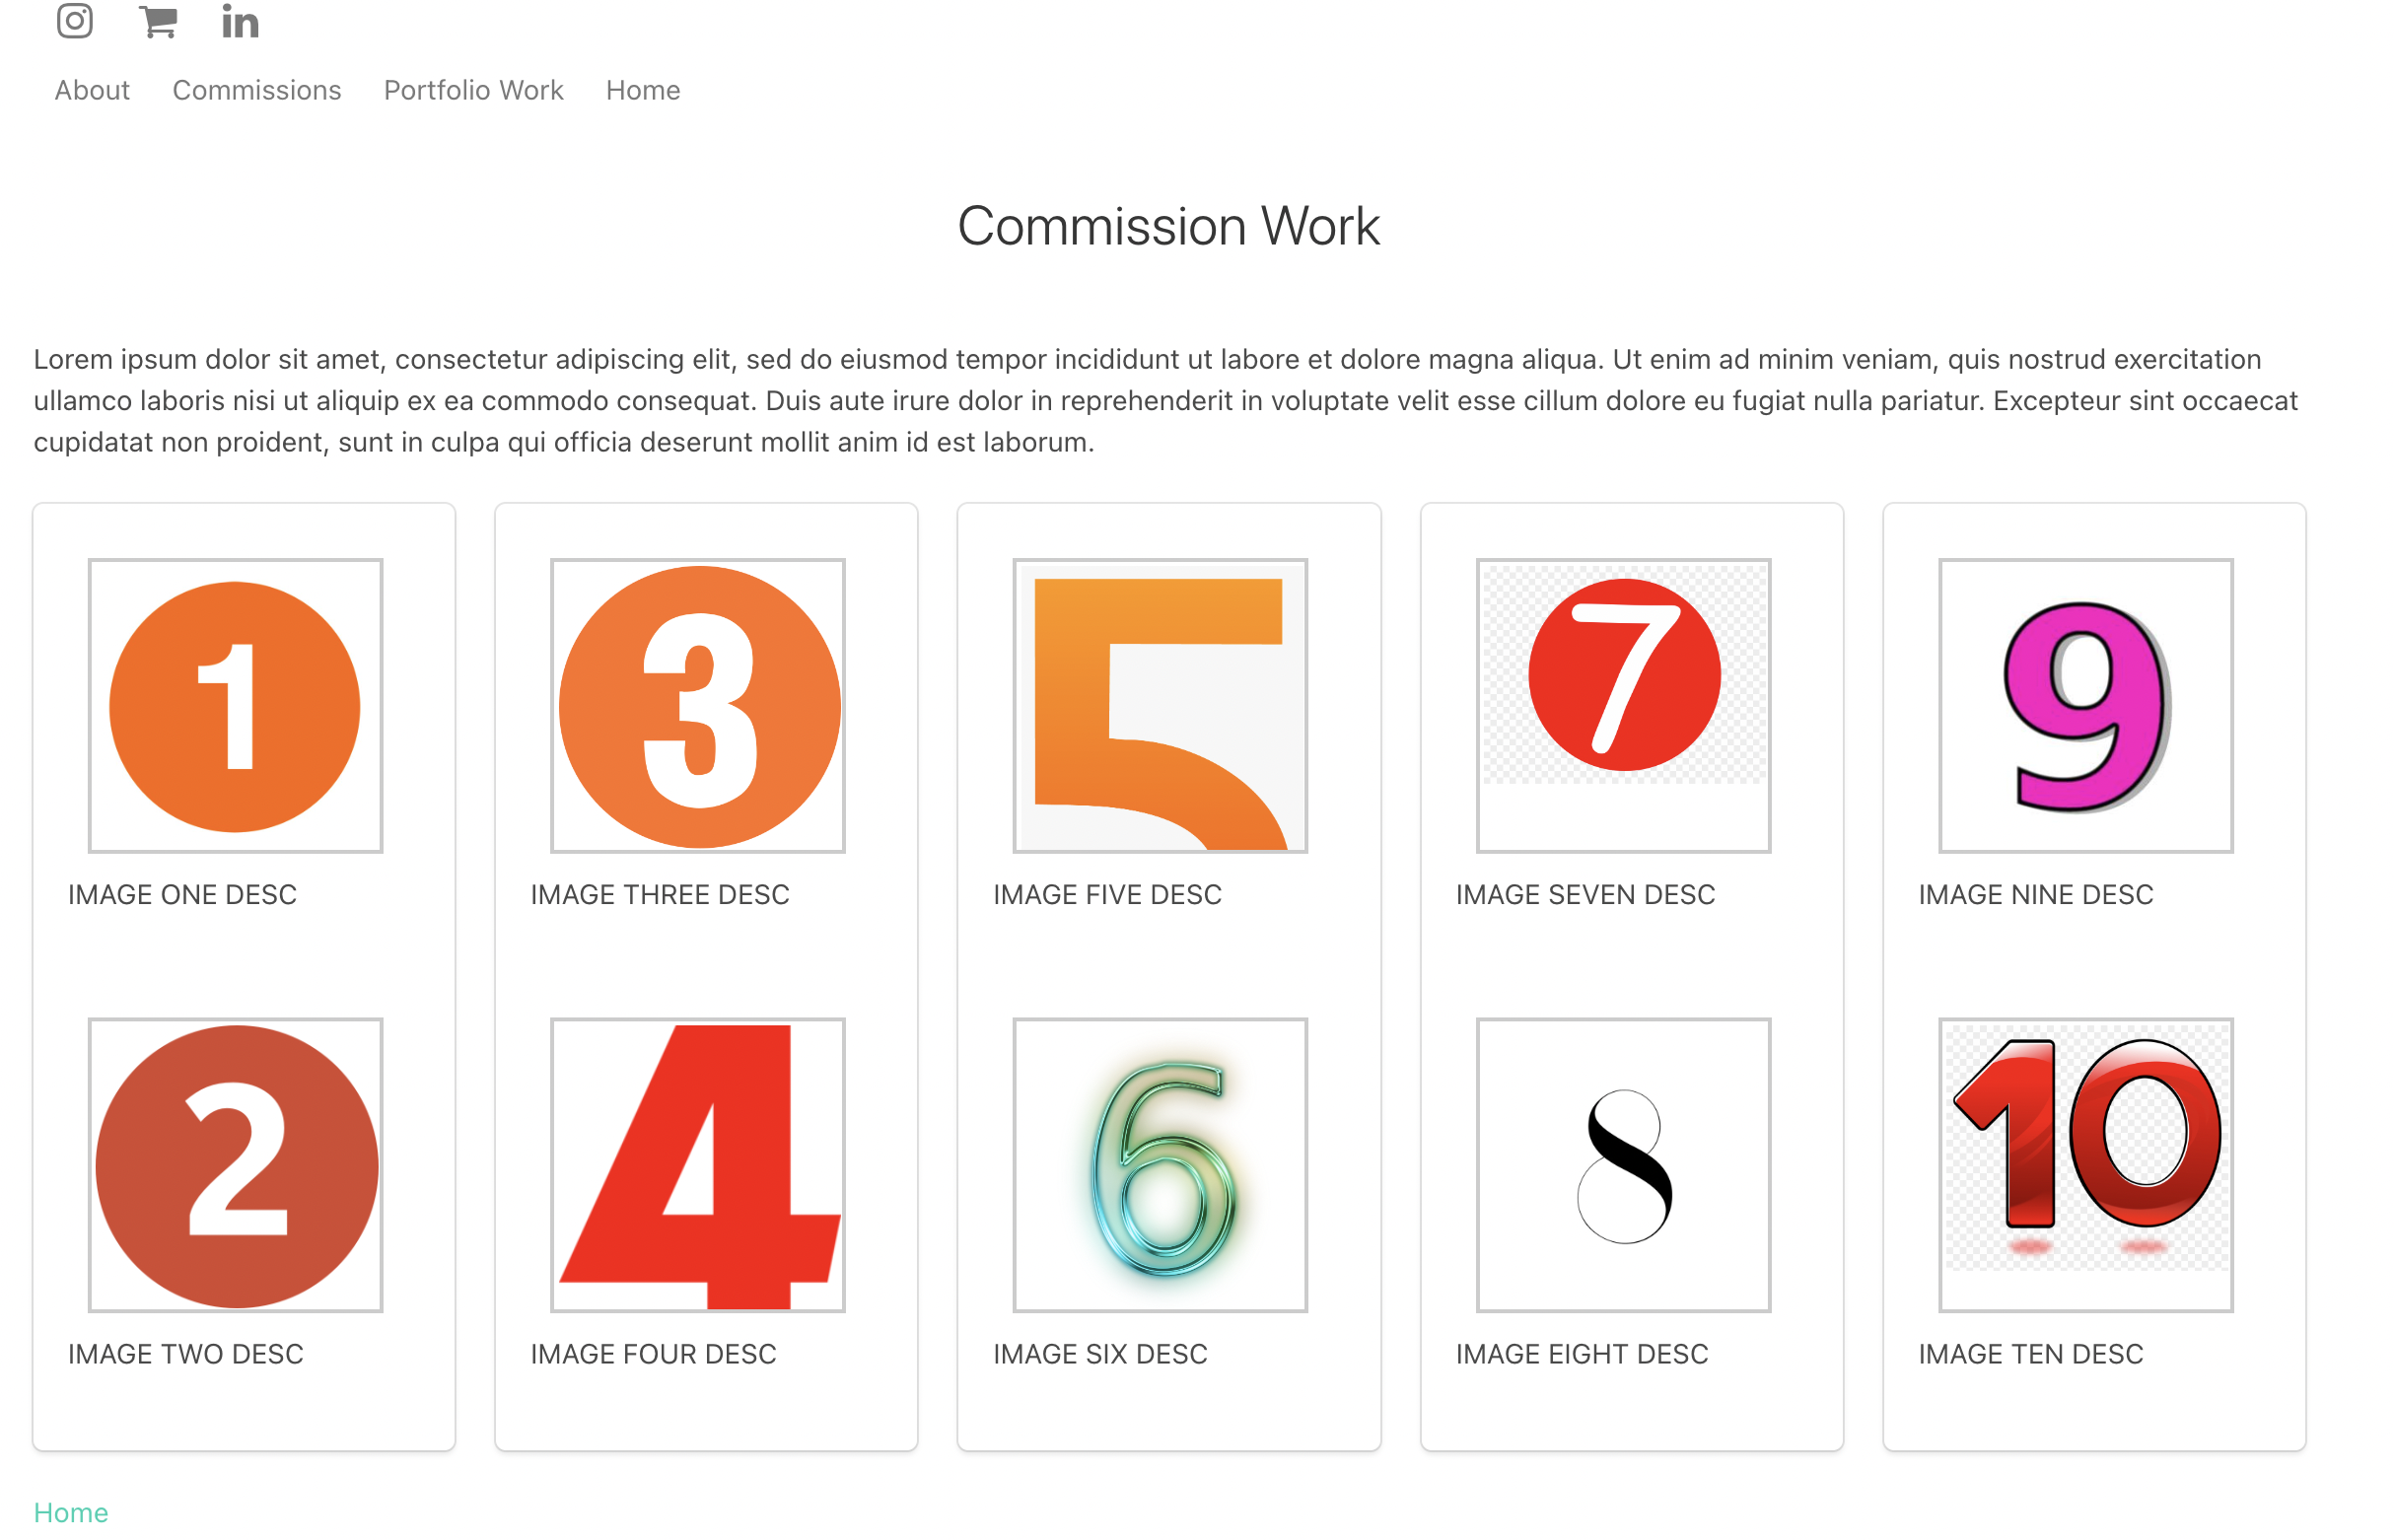 in
About Commissions Portfolio Work Home
Commission Work
Lorem ipsum dolor sit amet, consectetur adipiscing elit, sed do eiusmod tempor incididunt ut labore et dolore magna aliqua. Ut enim ad minim veniam, quis nostrud exercitation
ullamco laboris nisi ut aliquip ex ea commodo consequat. Duis aute irure dolor in reprehenderit in voluptate velit esse cillum dolore eu fugiat nulla pariatur. Excepteur sint occaecat
cupidatat non proident, sunt in culpa qui officia deserunt mollit anim id est laborum.
1
IMAGE ONE DESC
2
IMAGE TWO DESC
3
IMAGE THREE DESC
4
IMAGE FOUR DESC
5
IMAGE FIVE DESC
6
IMAGE SIX DESC
7
IMAGE SEVEN DESC
8
IMAGE EIGHT DESC
9
IMAGE NINE DESC
10
IMAGE TEN DESC
Home